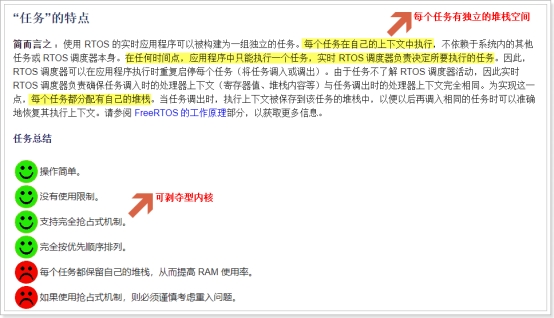 “任务”的特点
每个任务有独立的堆栈空间
简而言之：使用 RTOS 的实时应用程序可以被构建为一组独立的任务。每个任务在自己的上下文中执行，不依赖于系统内的其他
任务或 RTOS 调度器本身。在任何时间点，应用程序中只能执行一个任务，实时 RTOS 调度器负责决定所要执行的任务。因此，
RTOS 调度器可以在应用程序执行时重复启停每个任务（将任务调入或调出）。由于任务不了解 RTOS 调度器活动，因此实时
RTOS 调度器负责确保任务调入时的处理器上下文（寄存器值、堆栈内容等）与任务调出时的处理器上下文完全相同。为实现这一
点，每个任务都分配有自己的堆栈。当任务调出时，执行上下文被保存到该任务的堆栈中，以便以后再调入相同的任务时可以准确
地恢复其执行上下文。请参阅 FreeRTOS 的工作原理部分，以获取更多信息。
任务总结
操作简单。
没有使用限制。
可剥夺型内核
支持完全抢占式机制。
完全按优先顺序排列。
每个任务都保留自己的堆栈，从而提高 RAM 使用率。
如果使用抢占式机制，则必须谨慎考虑重入问题。